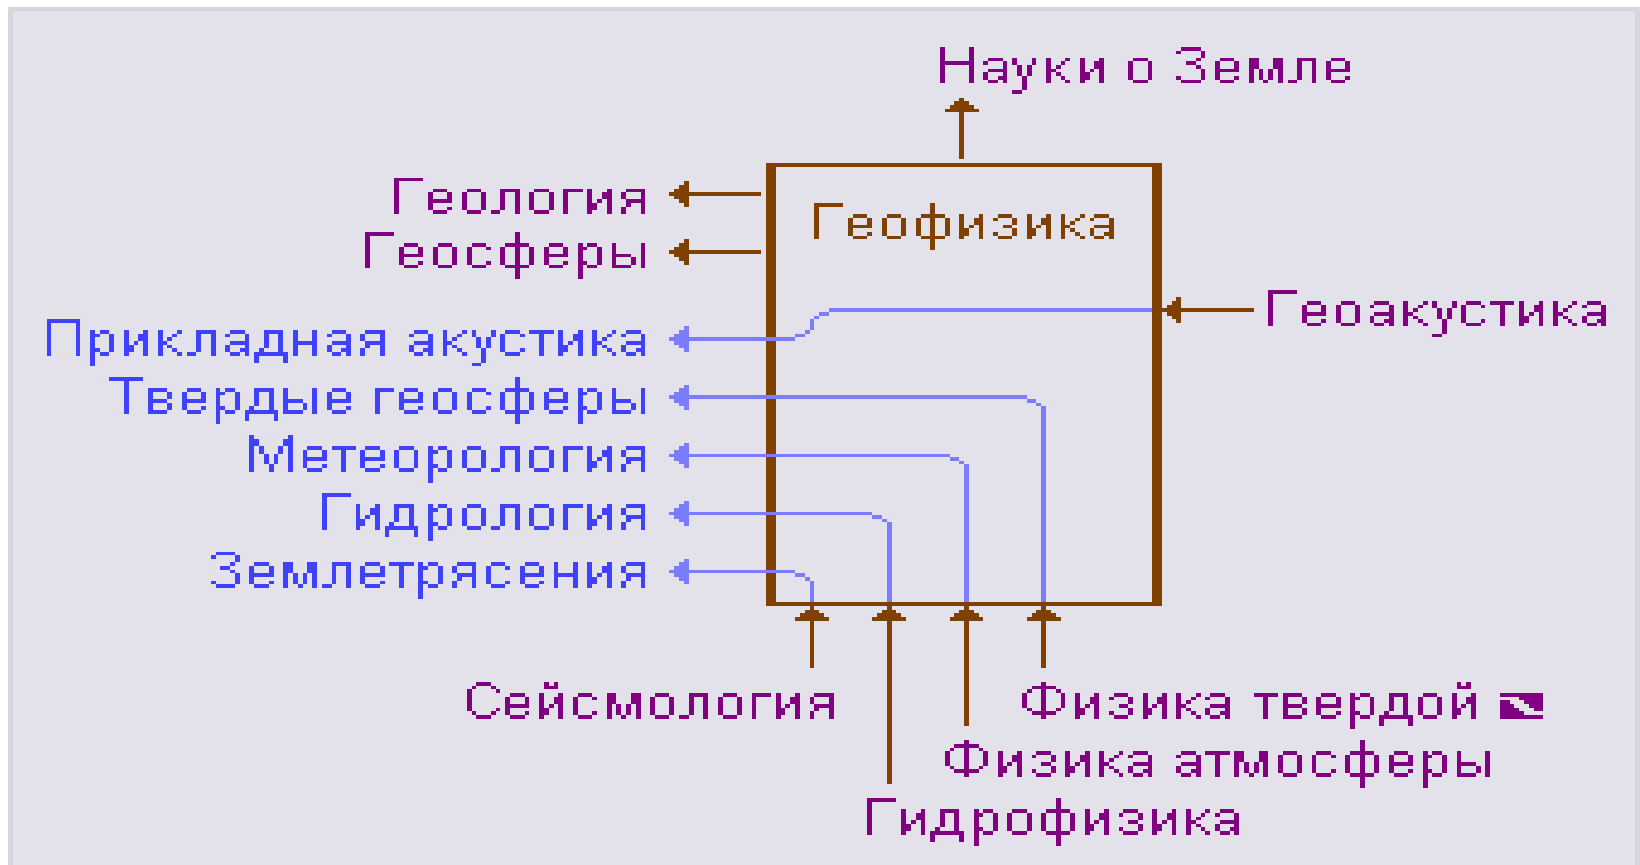 Науки о Земле
Геология
Геофизика
Геосферы
Геоакустика
Прикладная акустика
Твердые геосферы
Метеорология
Гидрология
Землетрясения
Сейсмология
Физика твердой
Физика атмосферы
Гидрофизика